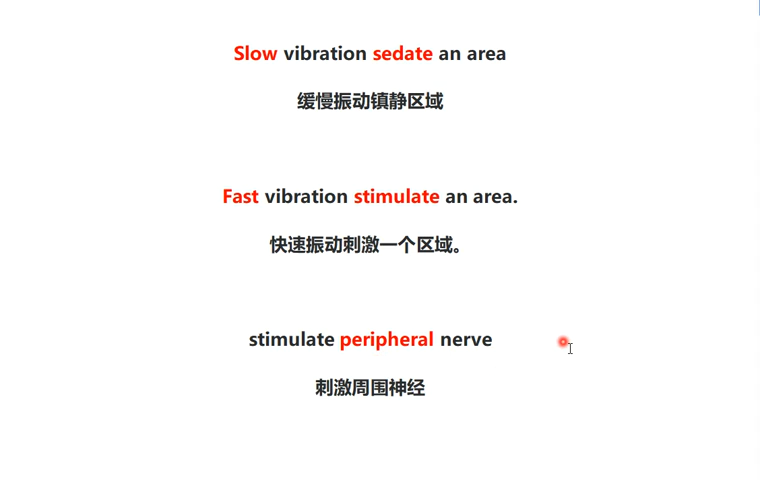 Slow vibration sedate an area
缓慢振动镇静区域
Fast vibration stimulate an area.
快速振动刺激一个区域。
stimulate peripheral nerve
刺激周围神经